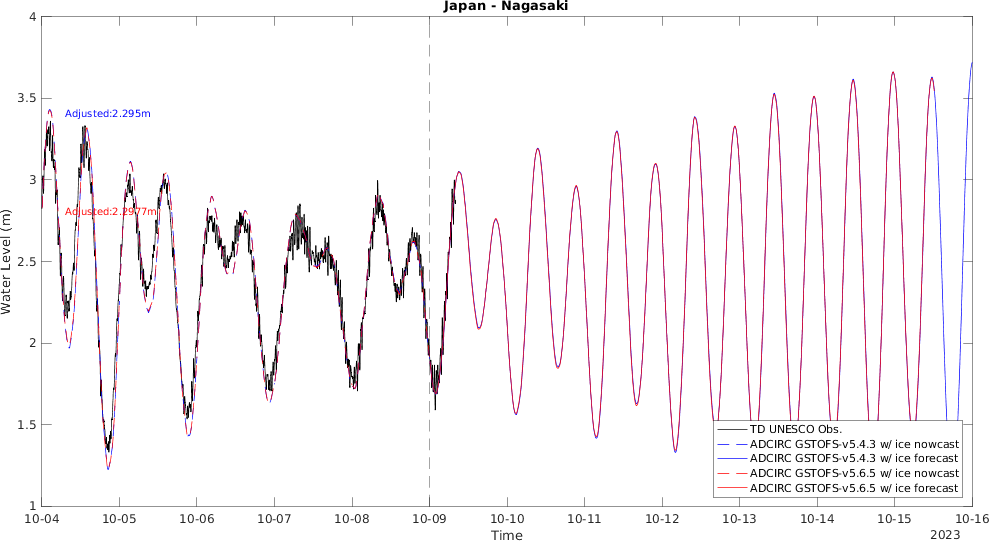 Japan - Nagasaki
4
3.5
3
2.5
2
1.5
1
Water Level (m)
Adjusted:2.295m
Adjusted:2.2977m
TD UNESCO Obs.
ADCIRC GSTOFS-v5.4.3 w/ ice nowcast
ADCIRC GSTOFS-v5.4.3 w/ ice forecast
ADCIRC GSTOFS-v5.6.5 w/ ice nowcast
ADCIRC GSTOFS-v5.6.5 w/ ice forecast
10-04 10-05 10-06 10-07 10-08 10-09 10-10 10-11 10-12 10-13 10-14 10-15 10-16
Time
2023